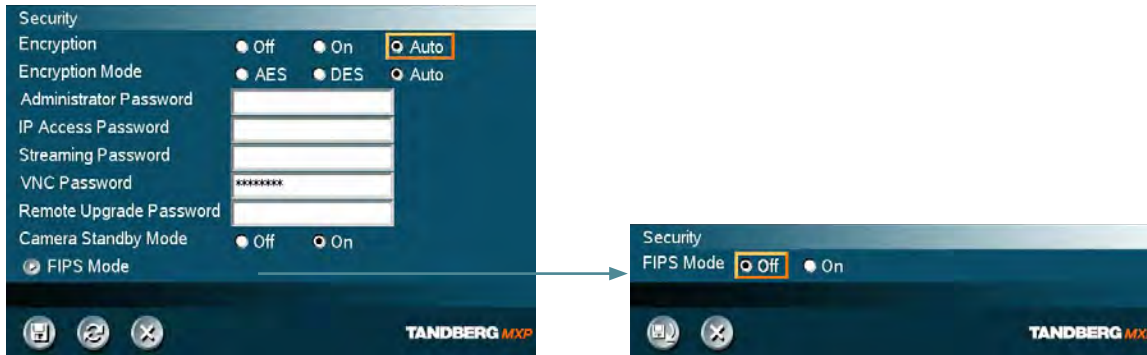 Security
Encryption Off On Auto
Encryption Mode AES DES Auto
Administrator Password
IP Access Password
Streaming Password
VNC Password ********
Remote Upgrade Password
Camera Standby Mode Off On
FIPS Mode
TANDBERG MXP
Security
FIPS Mode Off On
TANDBERG